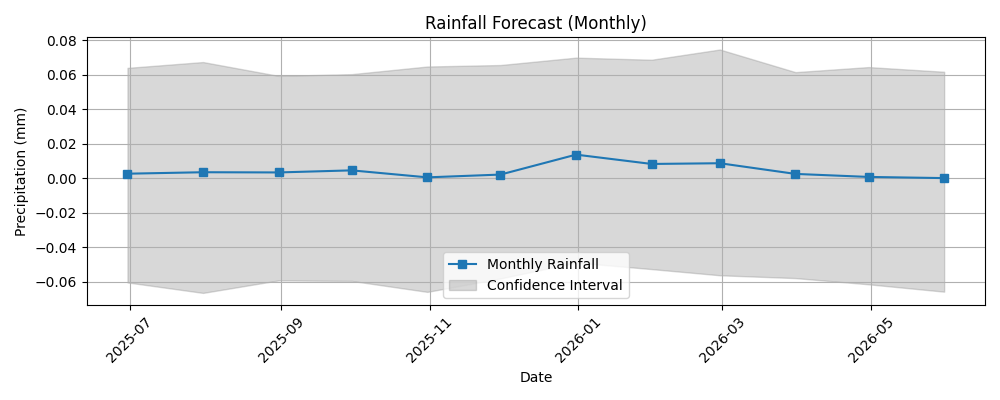 Rainfall Forecast (Monthly)
Precipitation (mm)
0.08
0.06
0.04
0.02
0.00
−0.02
−0.04
−0.06
Monthly Rainfall
Confidence Interval
2025-07
2025-09
2025-11
2026-01
2026-03
2026-05
Date